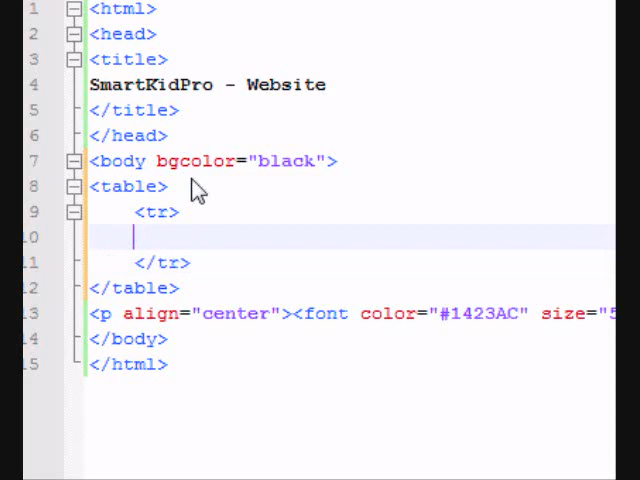 1 <html>
2 <head>
3 <title>
4 SmartKidPro - Website
5 </title>
6 </head>
7 <body bgcolor="black">
8 <table>
9 <tr>
10
11 </tr>
12 </table>
13 <p align="center"><font color="#1423AC" size="5
14 </body>
15 </html>